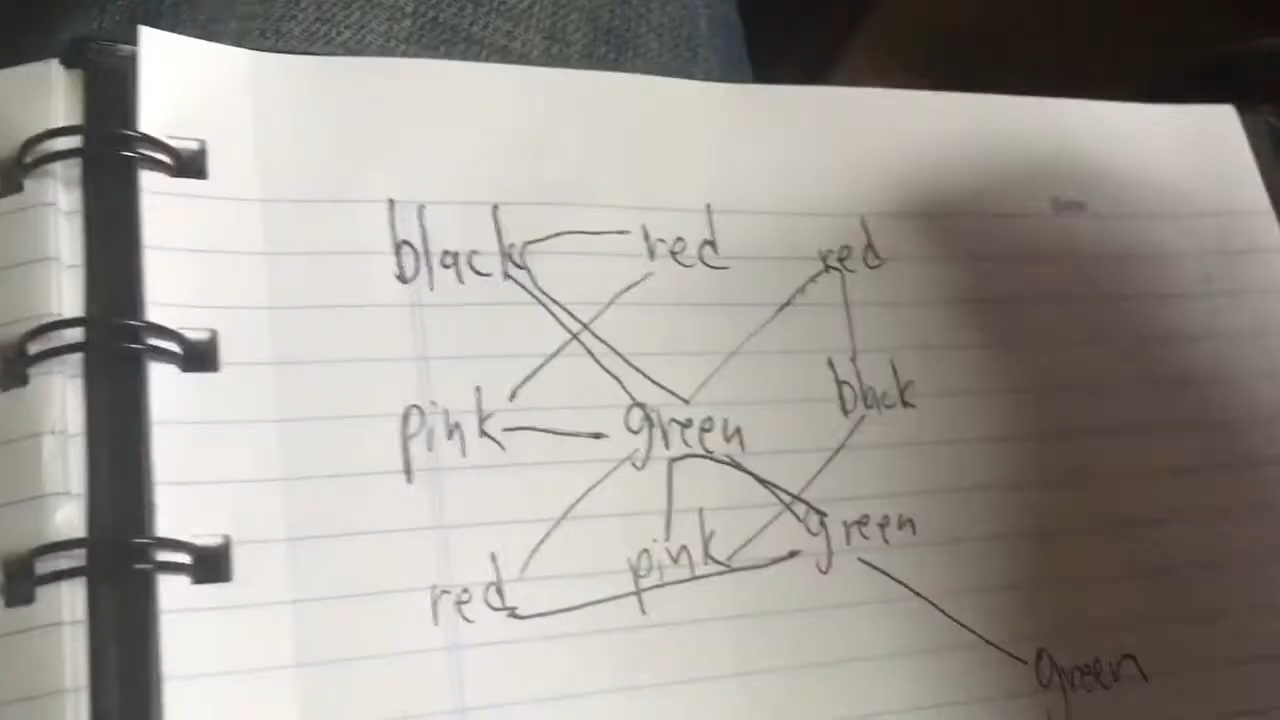 black red red
black
pink green
green
red pink
green